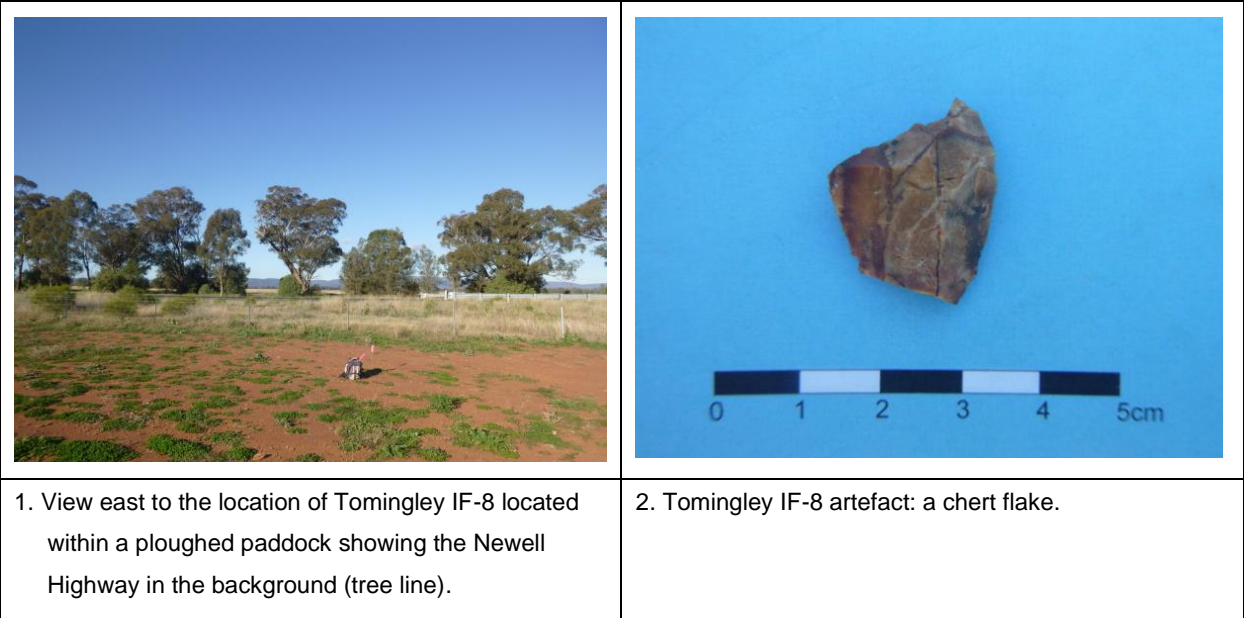 0 1 2 3 4 5cm
1. View east to the location of Tomingley IF-8 located
within a ploughed paddock showing the Newell
Highway in the background (tree line).
2. Tomingley IF-8 artefact: a chert flake.